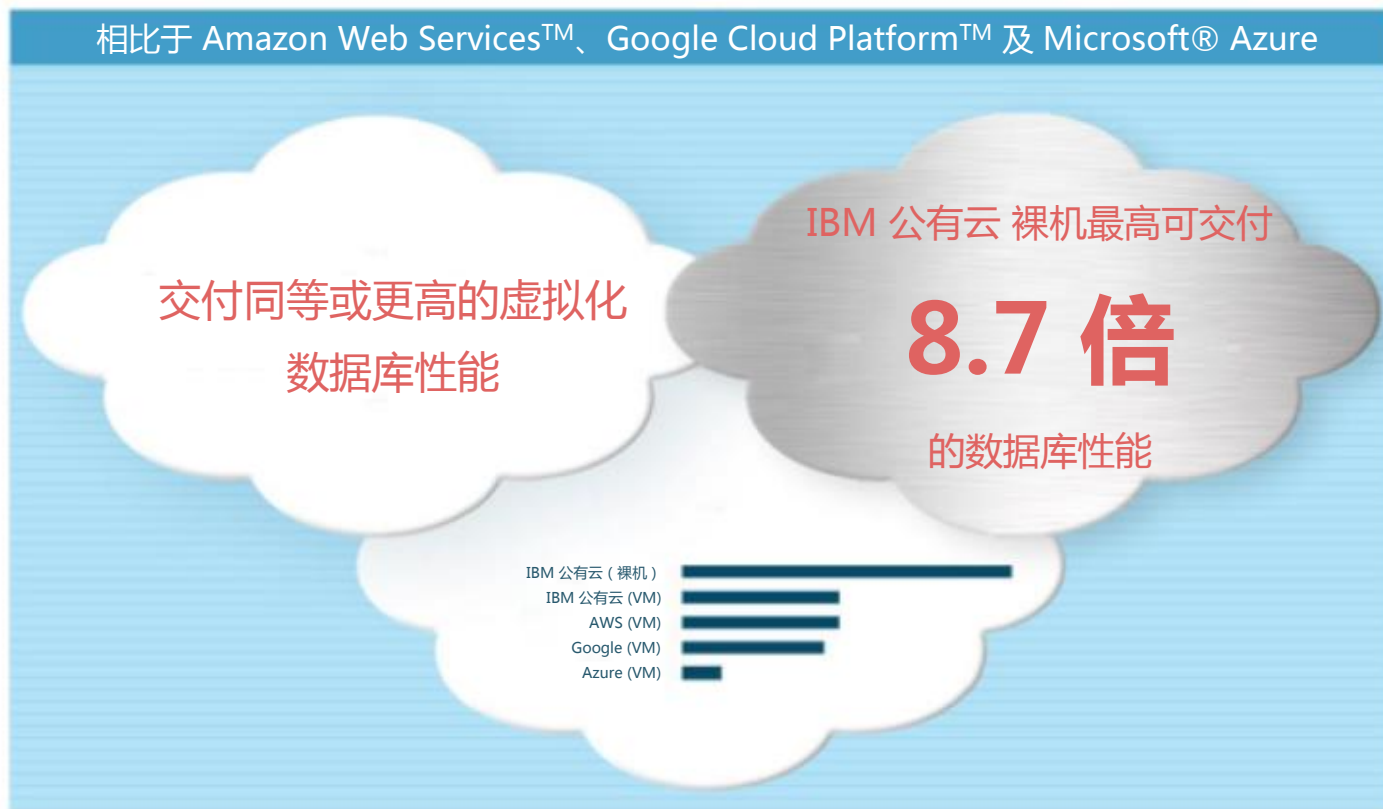 相比于 Amazon Web Services™、Google Cloud Platform™ 及 Microsoft® Azure
交付同等或更高的虚拟化
数据库性能
IBM 公有云 裸机最高可交付
8.7 倍
的数据库性能
IBM 公有云 ( 裸机 )
IBM 公有云 (VM)
AWS (VM)
Google (VM)
Azure (VM)